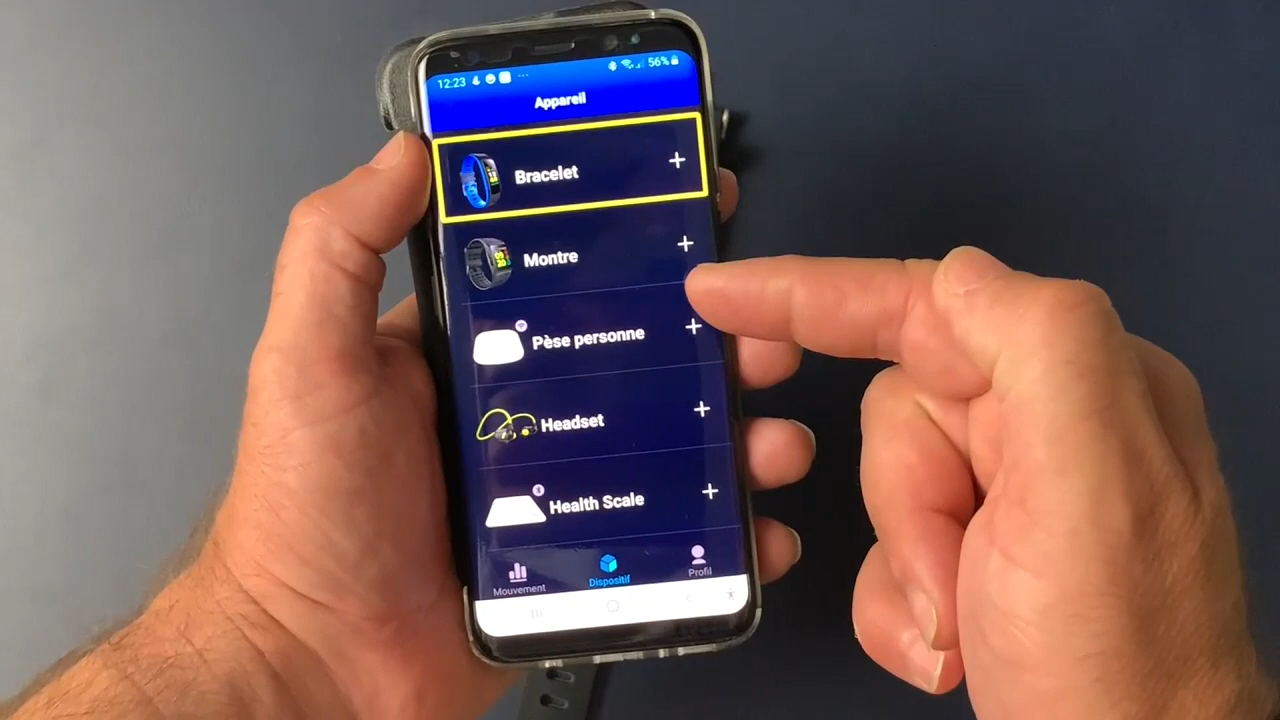 12:23
56%
Appareil
Bracelet
Montre
Pèse personne
Headset
Health Scale
Mouvement
Dispositif
Profil